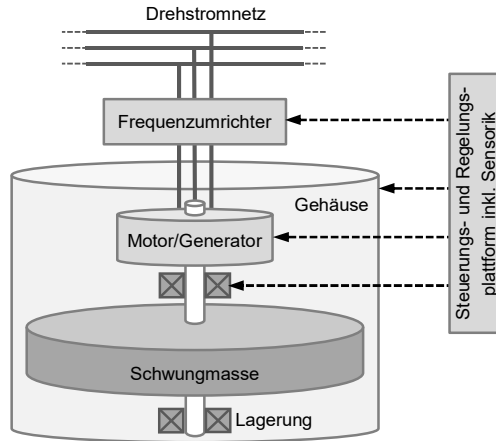 Drehstromnetz
Frequenzumrichter
Gehäuse
Motor/Generator
Schwungmasse
Lagerung
Steuerungs- und Regelungs-
plattform inkl. Sensorik